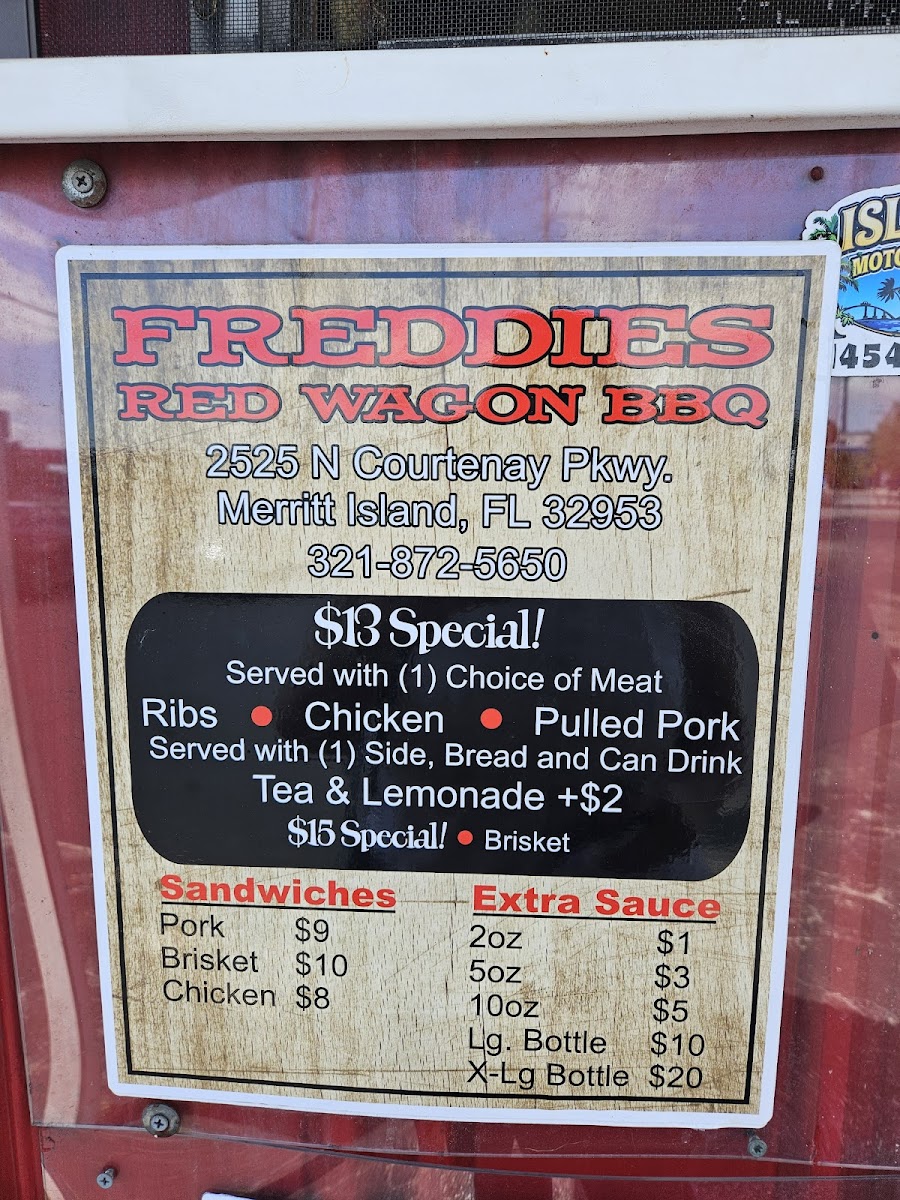 FREDDIES
RED WAGON BBQ
2525 N Courtenay Pkwy.
Merritt Island, FL 32953
321-872-5650
$13 Special!
Served with (1) Choice of Meat
Ribs • Chicken • Pulled Pork
Served with (1) Side, Bread and Can Drink
Tea & Lemonade +$2
$15 Special! • Brisket
Sandwiches
Pork $9
Brisket $10
Chicken $8
Extra Sauce
2oz $1
5oz $3
10oz $5
Lg. Bottle $10
X-Lg Bottle $20